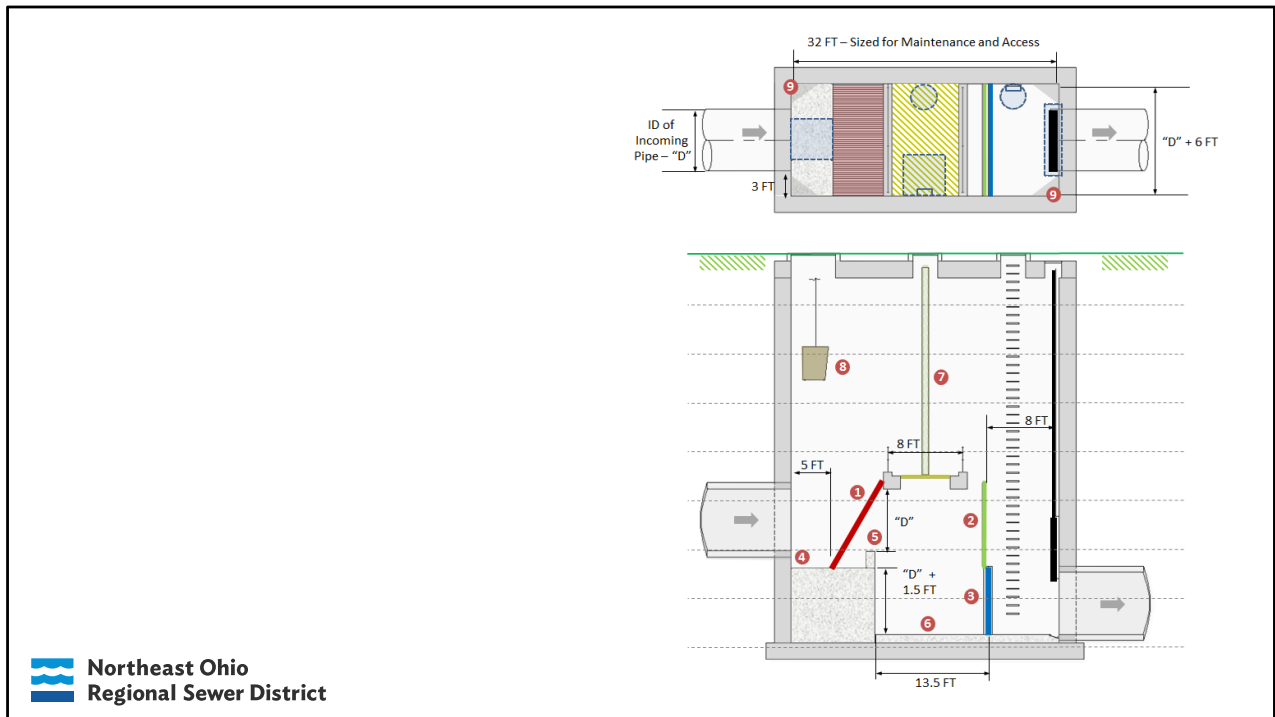 32 FT – Sized for Maintenance and Access
9
ID of
Incoming
Pipe – “D”
“D” + 6 FT
3 FT
9
8
7
8 FT
8 FT
5 FT
1
2
“D”
5
4
“D” +
1.5 FT
3
6
13.5 FT
Northeast Ohio
Regional Sewer District